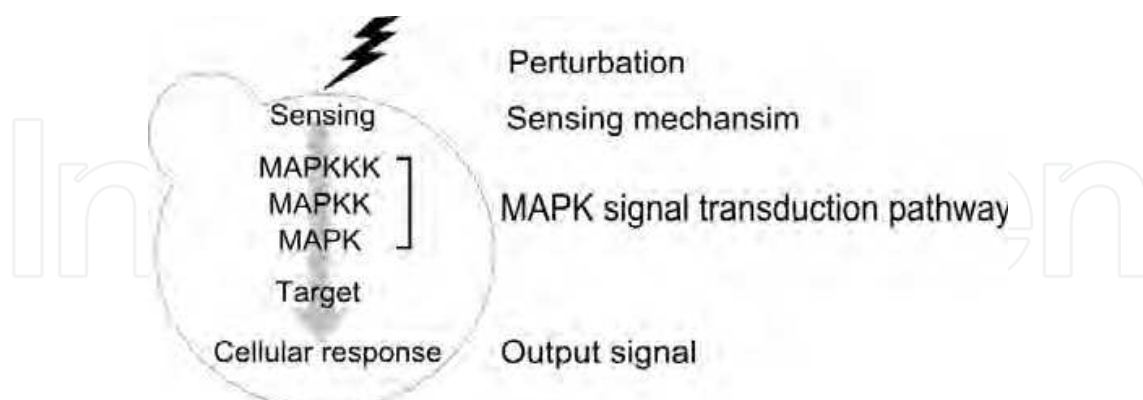 Perturbation
Sensing Sensing mechansim
MAPKKK
MAPKK MAPK signal transduction pathway
MAPK
Target
Cellular response Output signal